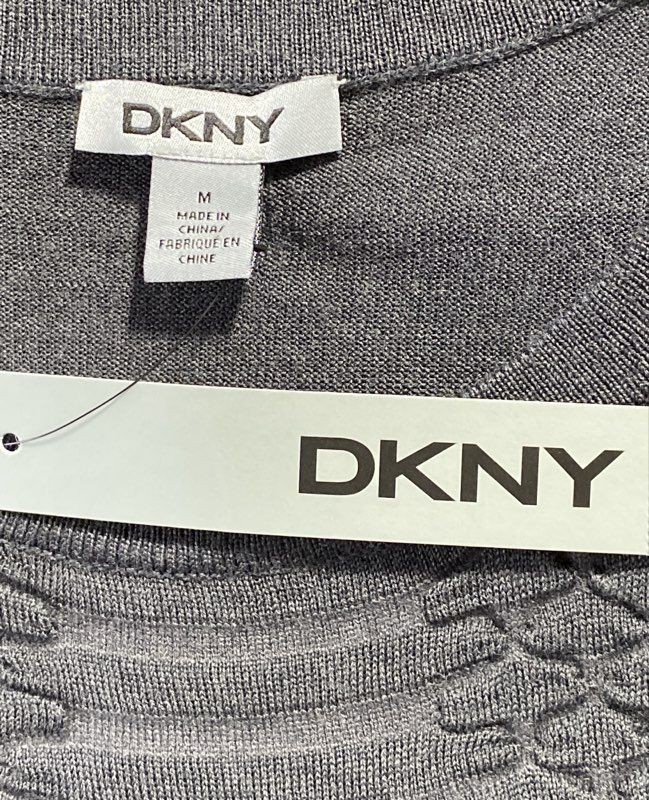 DKNY
M
MADE IN
CHINA/
FABRIQUÉ EN
CHINE
DKNY